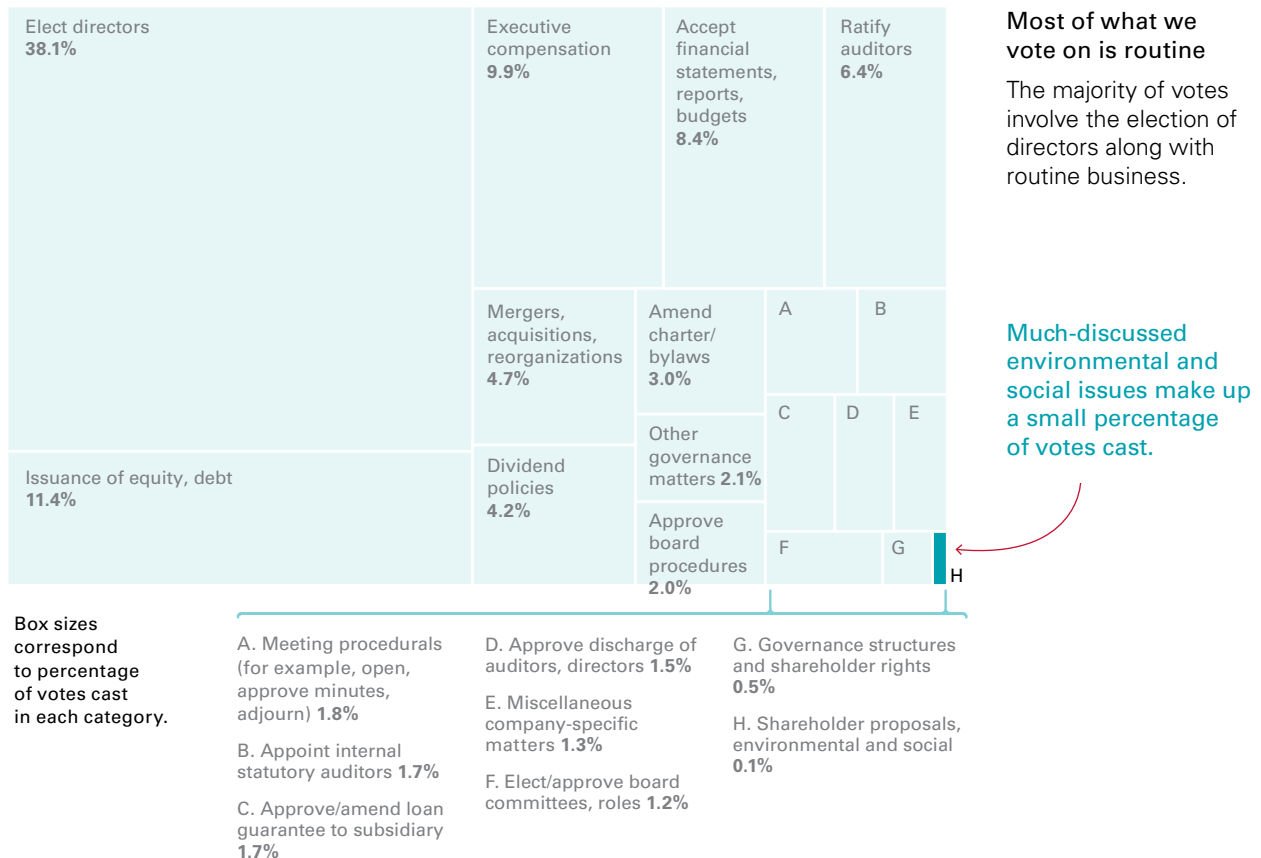 Elect directors
38.1%
Executive
compensation
9.9%
Accept
financial
statements,
reports,
budgets
8.4%
Ratify
auditors
6.4%
Most of what we
vote on is routine
The majority of votes
involve the election of
directors along with
routine business.
Mergers,
acquisitions,
reorganizations
4.7%
Amend
charter/
bylaws
3.0%
A
B
Much-discussed
environmental and
social issues make up
a small percentage
of votes cast.
C
D
E
Other
governance
matters 2.1%
Issuance of equity, debt
11.4%
Dividend
policies
4.2%
Approve
board
procedures
2.0%
F
G
H
Box sizes
correspond
to percentage
of votes cast
in each category.
A. Meeting procedurals
(for example, open,
approve minutes,
adjourn) 1.8%
B. Appoint internal
statutory auditors 1.7%
C. Approve/amend loan
guarantee to subsidiary
1.7%
D. Approve discharge of
auditors, directors 1.5%
E. Miscellaneous
company-specific
matters 1.3%
F. Elect/approve board
committees, roles 1.2%
G. Governance structures
and shareholder rights
0.5%
H. Shareholder proposals,
environmental and social
0.1%